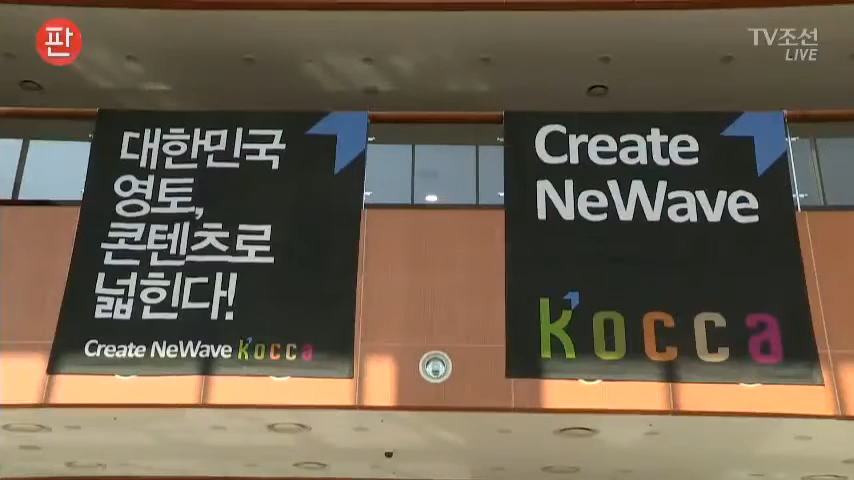 판
TV조선
LIVE
대한민국
영토,
콘텐츠로
넓힌다!
Create NeWave Kocca
Create
NeWave
Kocca